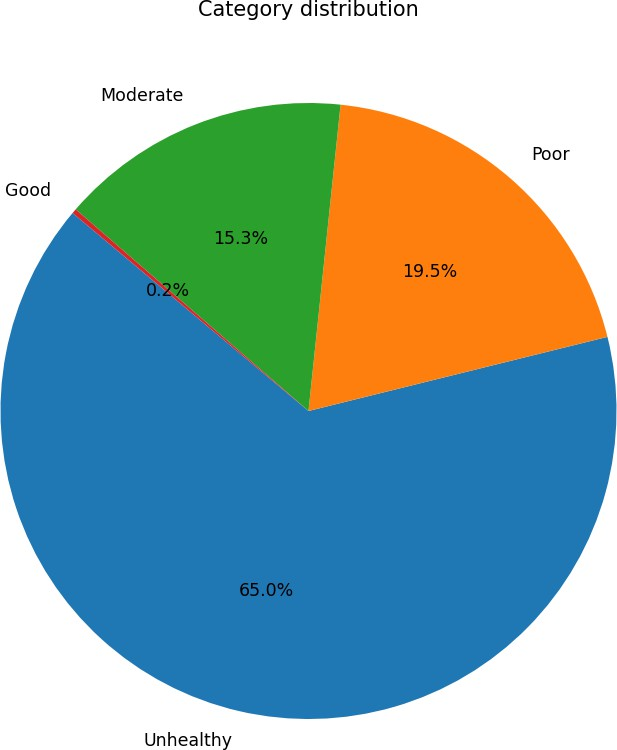 Category distribution
Moderate
Poor
Good
15.3%
19.5%
0.2%
65.0%
Unhealthy